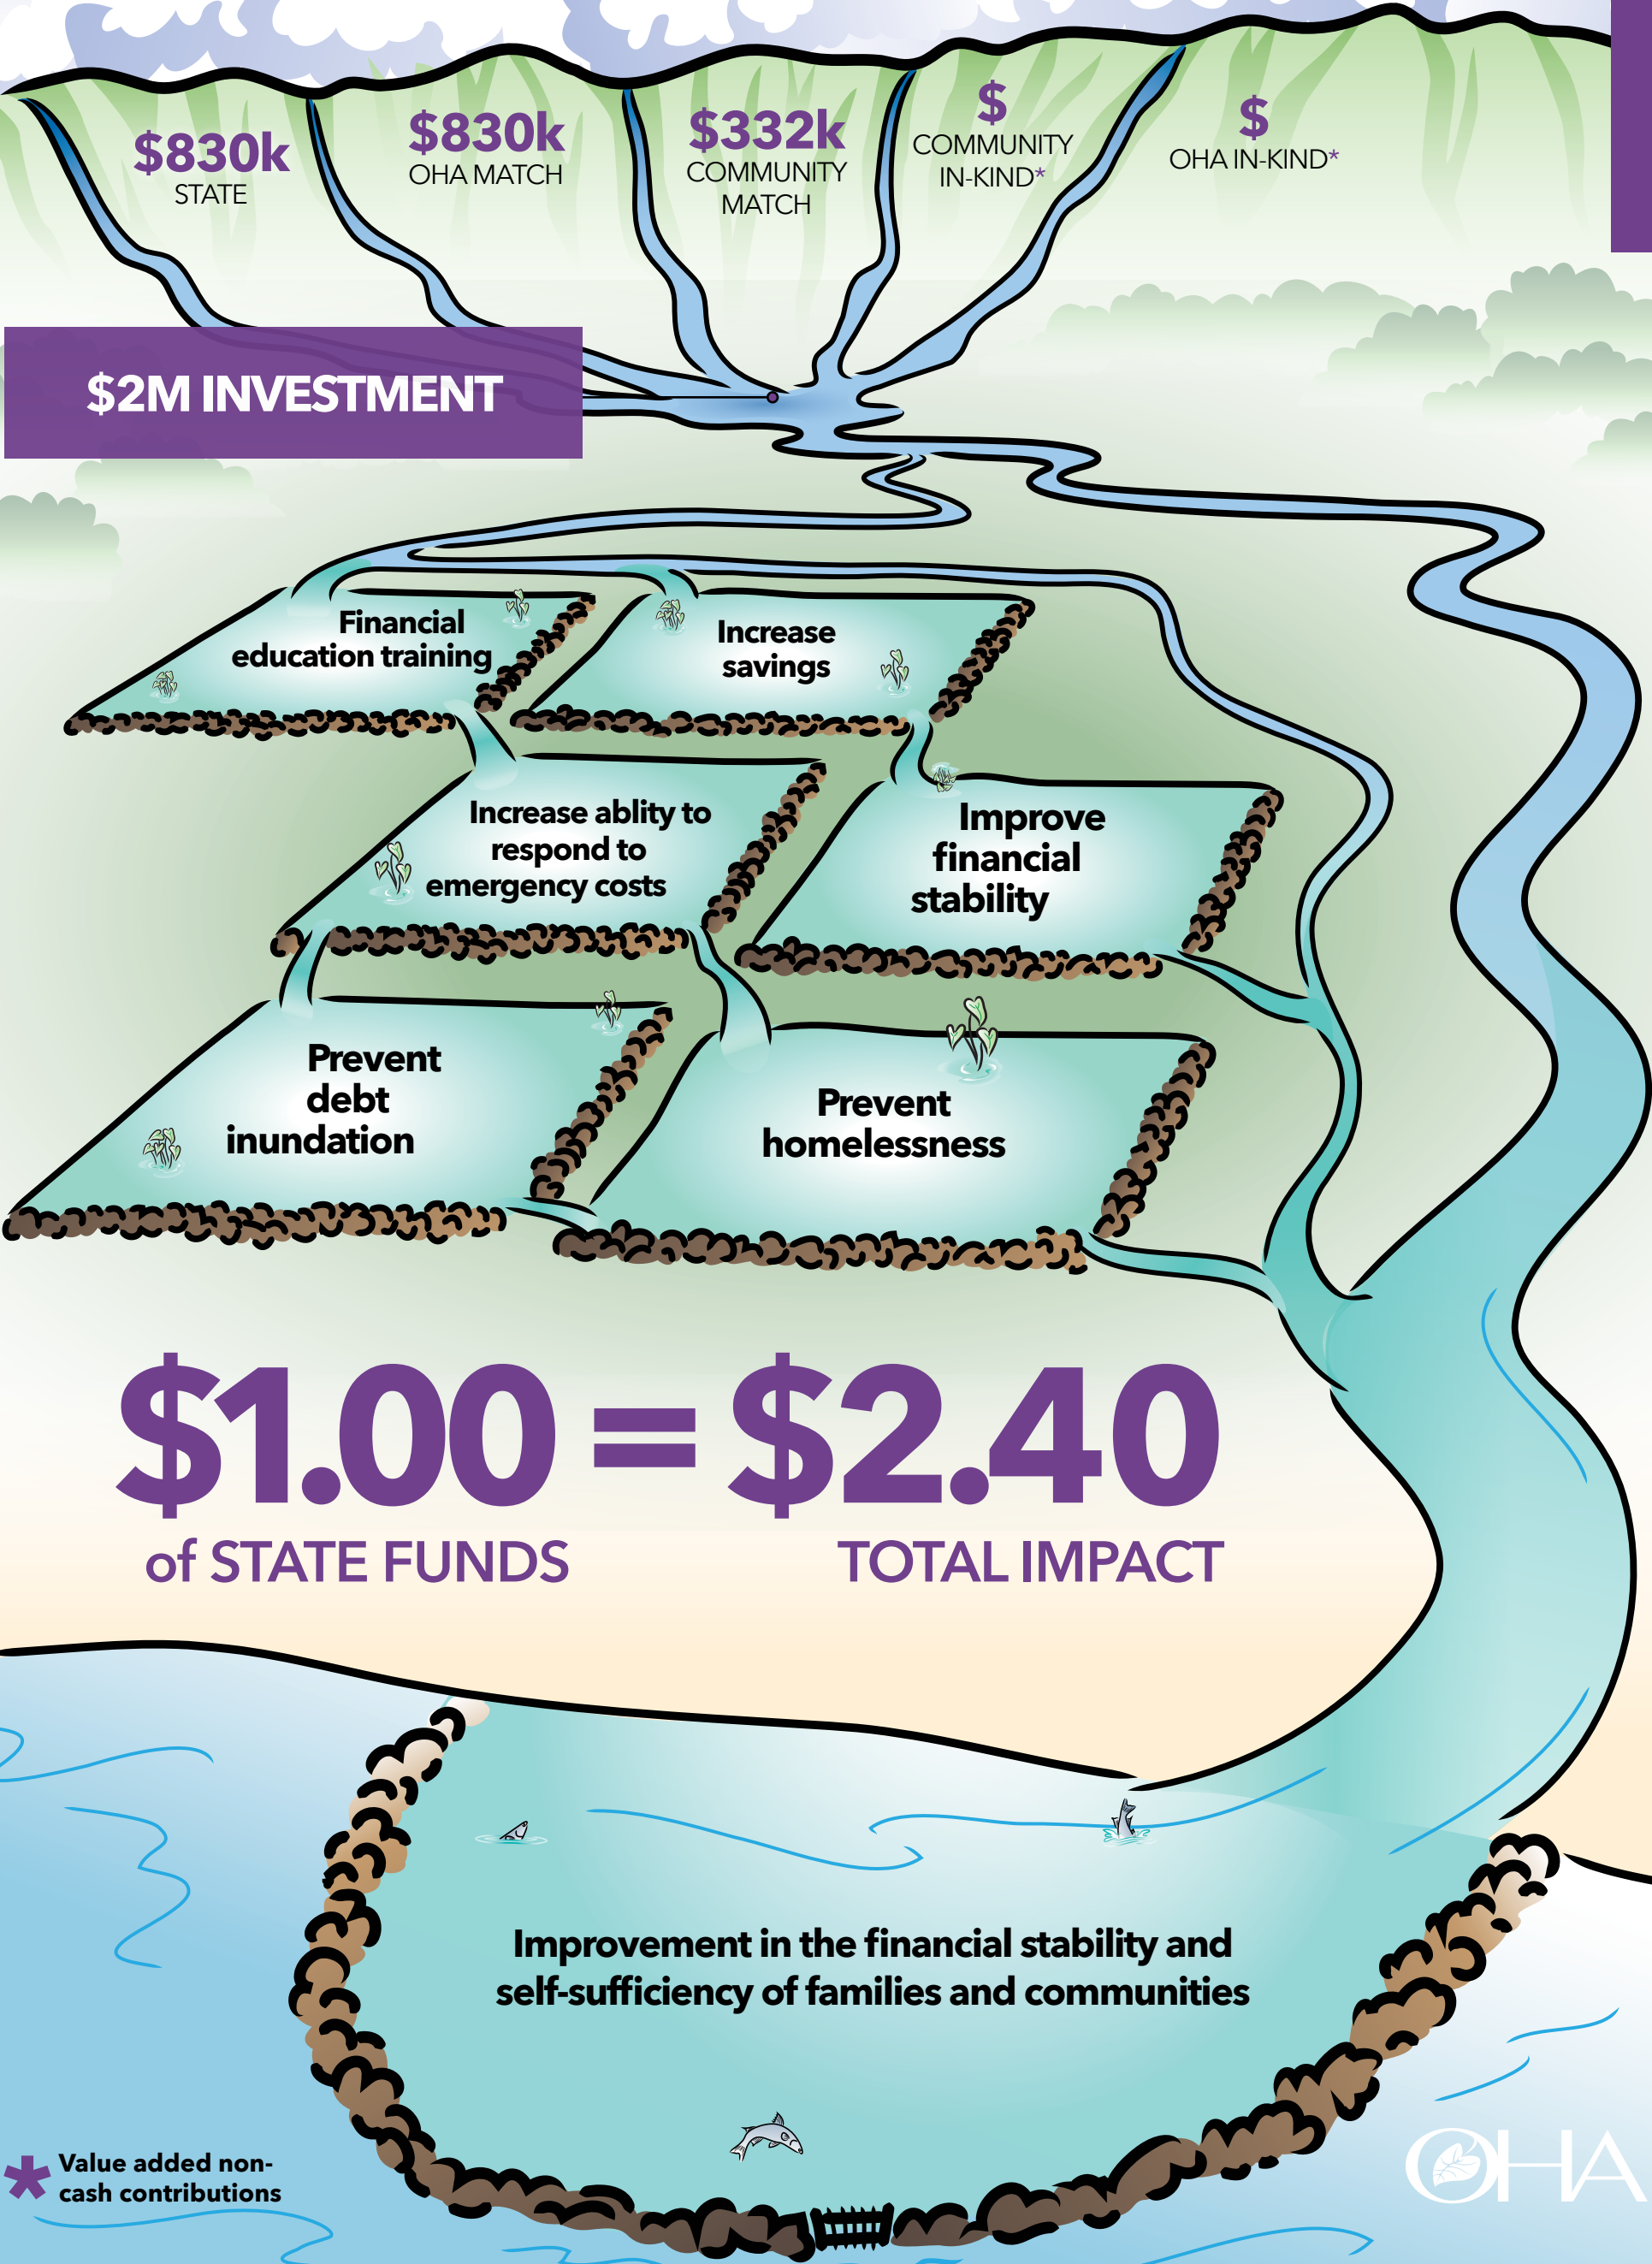 $830k
STATE
$830k
OHA MATCH
$332k
COMMUNITY
MATCH
$
COMMUNITY
IN-KIND*
$
OHA IN-KIND*
$2M INVESTMENT
Financial
education training
Increase
savings
Increase ablity to
respond to
emergency costs
Improve
financial
stability
Prevent
debt
inundation
Prevent
homelessness
$1.00 = $2.40
of STATE FUNDS
TOTAL IMPACT
Improvement in the financial stability and
self-sufficiency of families and communities
* Value added non-
cash contributions
OHA